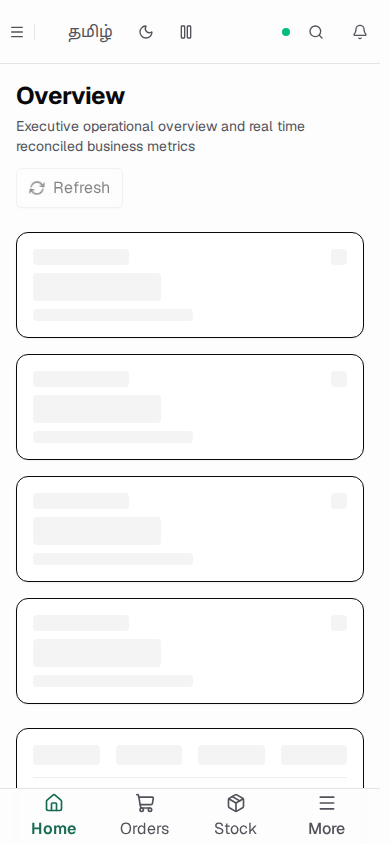 தமிழ்
Overview
Executive operational overview and real time
reconciled business metrics
Refresh
Home
Orders
Stock
More